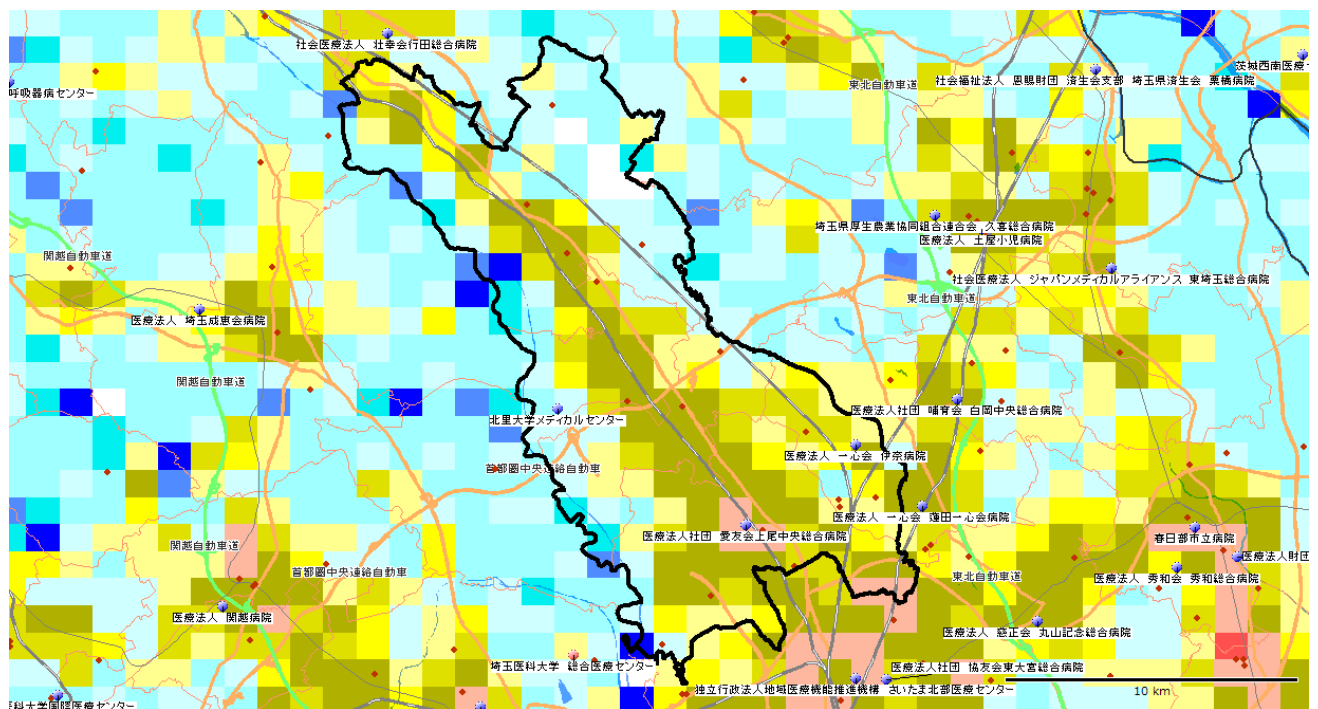 社会医療法人 壮幸会行田総合病院
茨城西南医療
社会福祉法人 恩賜財団 済生会支部 埼玉県済生会 栗橋病院
東北自動車道
呼吸器病センター
埼玉県厚生農業協同組合連合会 久喜総合病院
医療法人 土屋小児病院
関越自動車道
社会医療法人 ジャパンメディカルアライアンス 東埼玉総合病院
東北自動車道
医療法人 埼玉成恵会病院
関越自動車道
医療法人社団 哺育会 白岡中央総合病院
北里大学メディカルセンター
医療法人 一心会 伊奈病院
首都圏中央連絡自動車
医療法人 一心会 蓮田一心会病院
医療法人社団 愛友会上尾中央総合病院
春日部市立病院
関越自動車道
医療法人財団
首都圏中央連絡自動車
東北自動車道
医療法人 秀和会 秀和総合病院
医療法人 関越病院
医療法人 慈正会 丸山記念総合病院
埼玉医科大学 総合医療センター
医療法人社団 協友会東大宮総合病院
独立行政法人地域医療機能推進機構 さいたま北部医療センター
10 km
医科大学国際医療センター